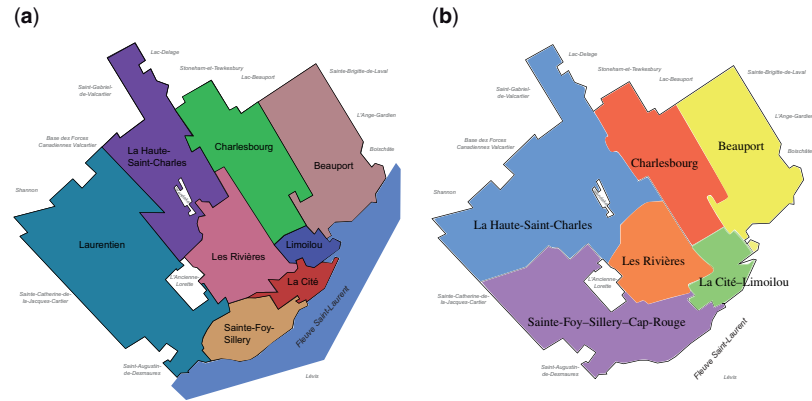 (a)
Lac-Delage
Stoneham-et-Tewkesbury
Lac-Beauport
Sainte-Brigitte-de-Laval
Saint-Gabriel-
de-Valcartier
L'Ange-Gardien
Base des Forces
Canadiennes Valcartier
La Haute-
Saint-Charles
Charlesbourg
Boischâtel
Beauport
Shannon
Laurentien
Limoilou
Les Rivières
L'Ancienne-
Lorette
La Cité
Sainte-Catherine-de-
la-Jacques-Cartier
Sainte-Foy-
Sillery
Fleuve Saint-Laurent
Saint-Augustin-
de-Desmaures
Lévis
(b)
Lac-Delage
Stoneham-et-Tewkesbury
Lac-Beauport
Sainte-Brigitte-de-Laval
Saint-Gabriel-
de-Valcartier
L'Ange-Gardien
Base des Forces
Canadiennes Valcartier
Beauport
Boischâtel
Charlesbourg
Shannon
La Haute-Saint-Charles
Les Rivières
L'Ancienne-
Lorette
La Cité–Limoilou
Sainte-Catherine-de-
la-Jacques-Cartier
Sainte-Foy–Sillery–Cap-Rouge
Fleuve Saint-Laurent
Saint-Augustin-
de-Desmaures
Lévis